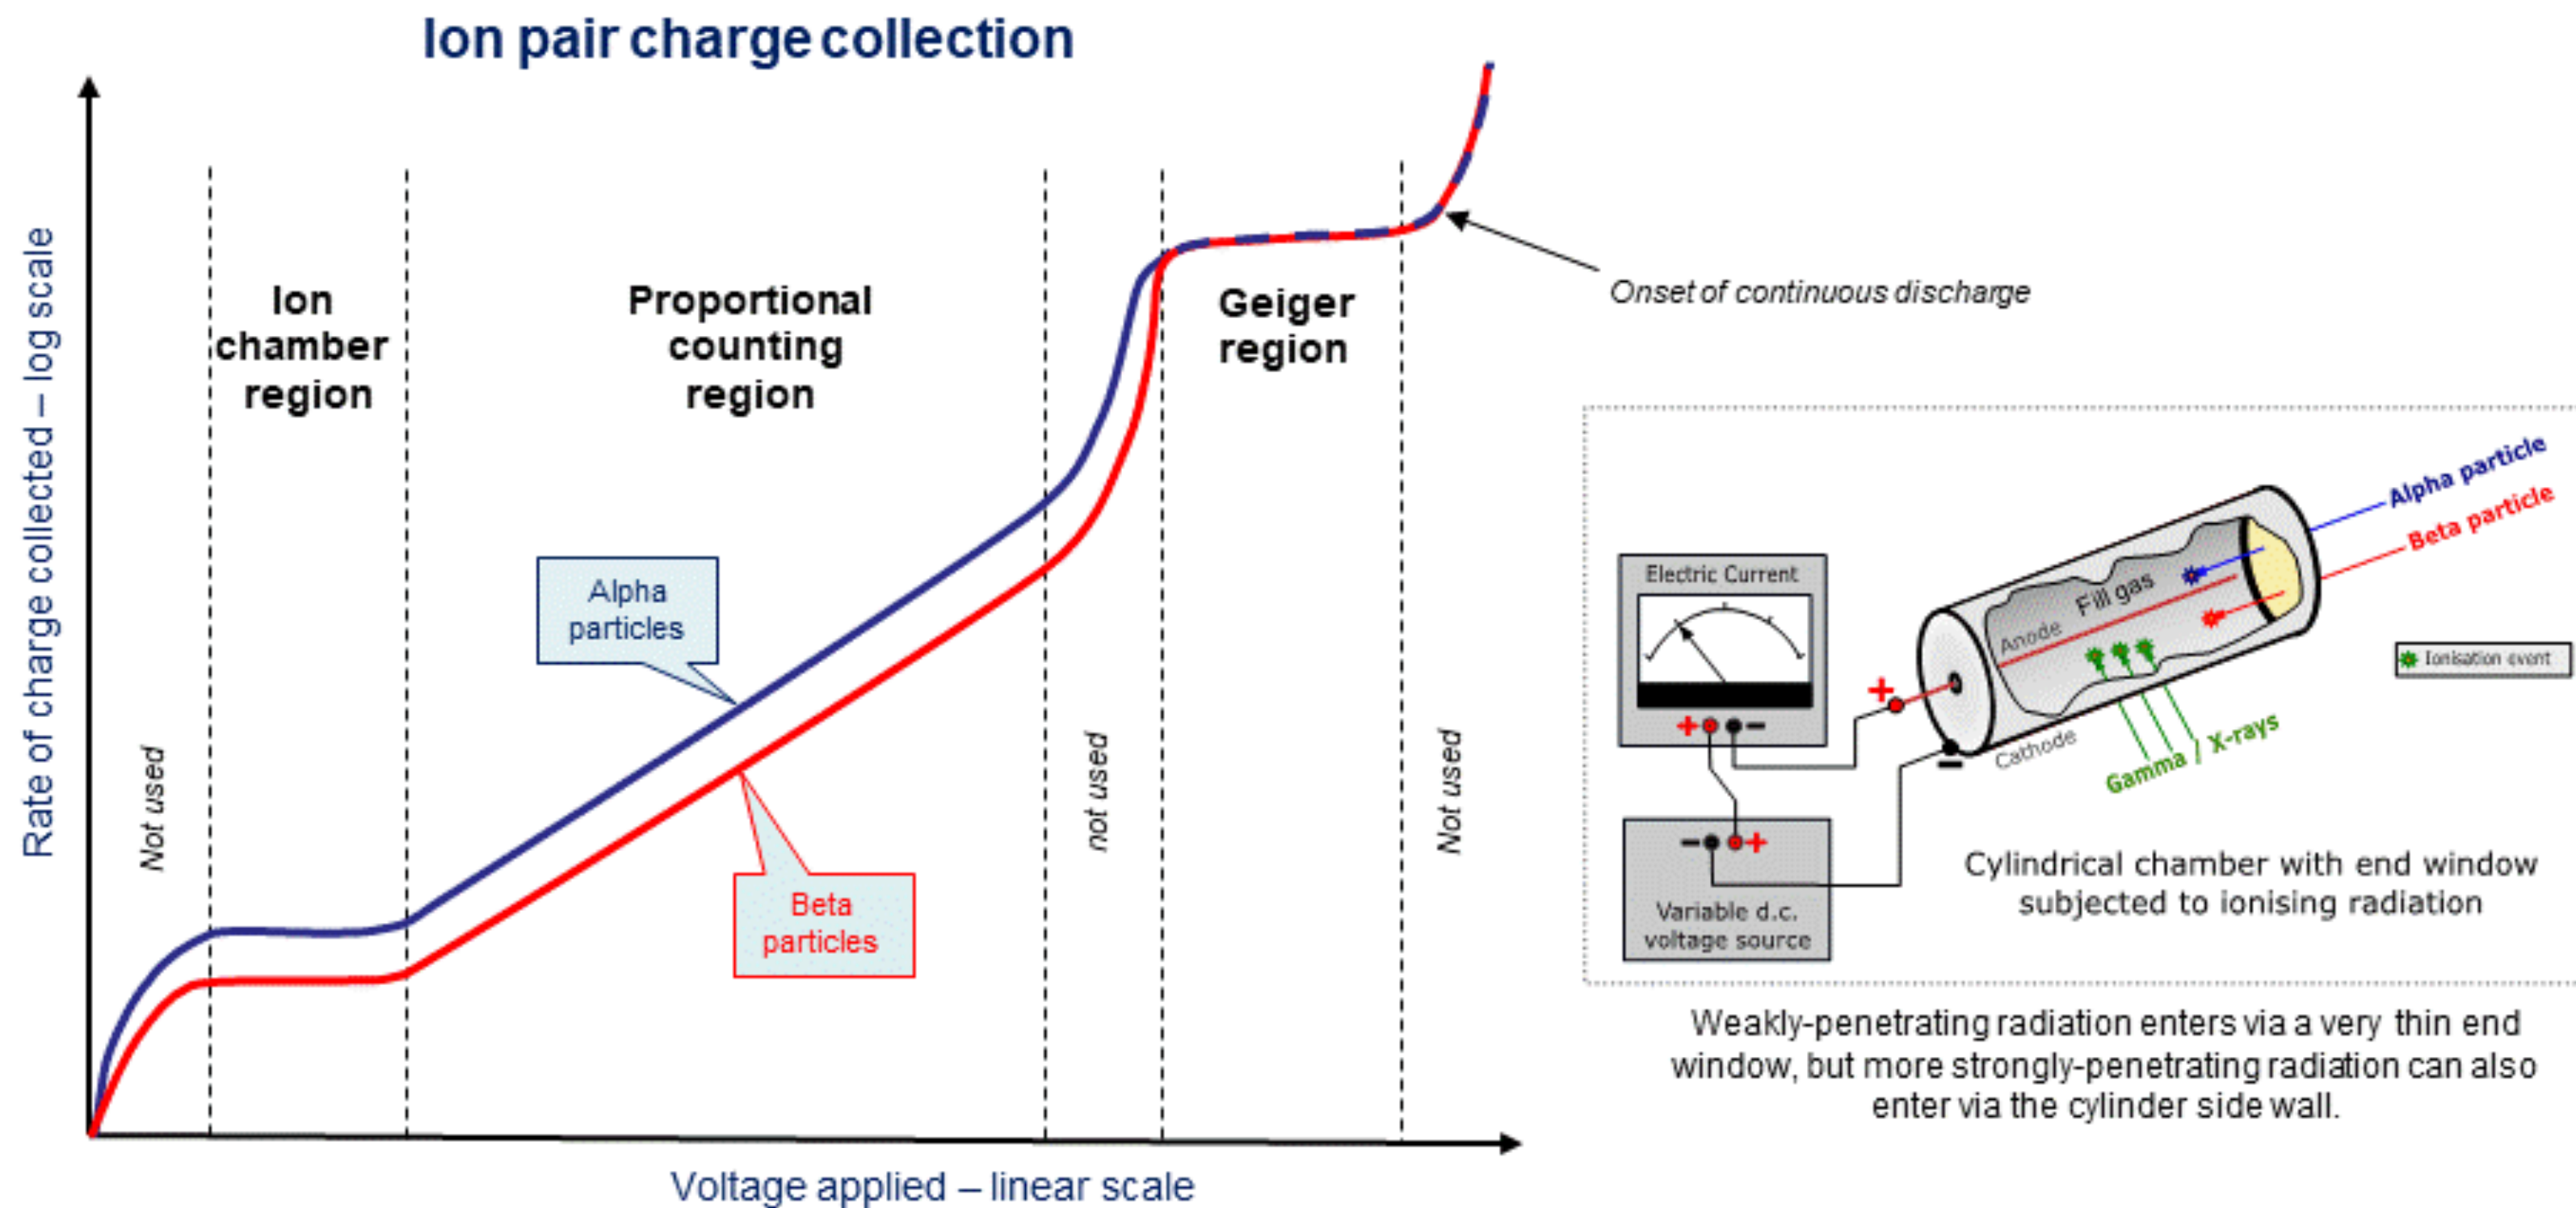 Ion pair charge collection
Rate of charge collected – log scale
Ion
chamber
region
Proportional
counting
region
Geiger
region
Onset of continuous discharge
Alpha
particles
Beta
particles
Not used
not used
Not used
Voltage applied – linear scale
Alpha particle
Beta particle
Electric Current
Fill gas
Anode
+
+ –
–
Cathode
Gamma / X-rays
Ionisation event
– +
Variable d.c.
voltage source
Cylindrical chamber with end window
subjected to ionising radiation
Weakly-penetrating radiation enters via a very thin end
window, but more strongly-penetrating radiation can also
enter via the cylinder side wall.